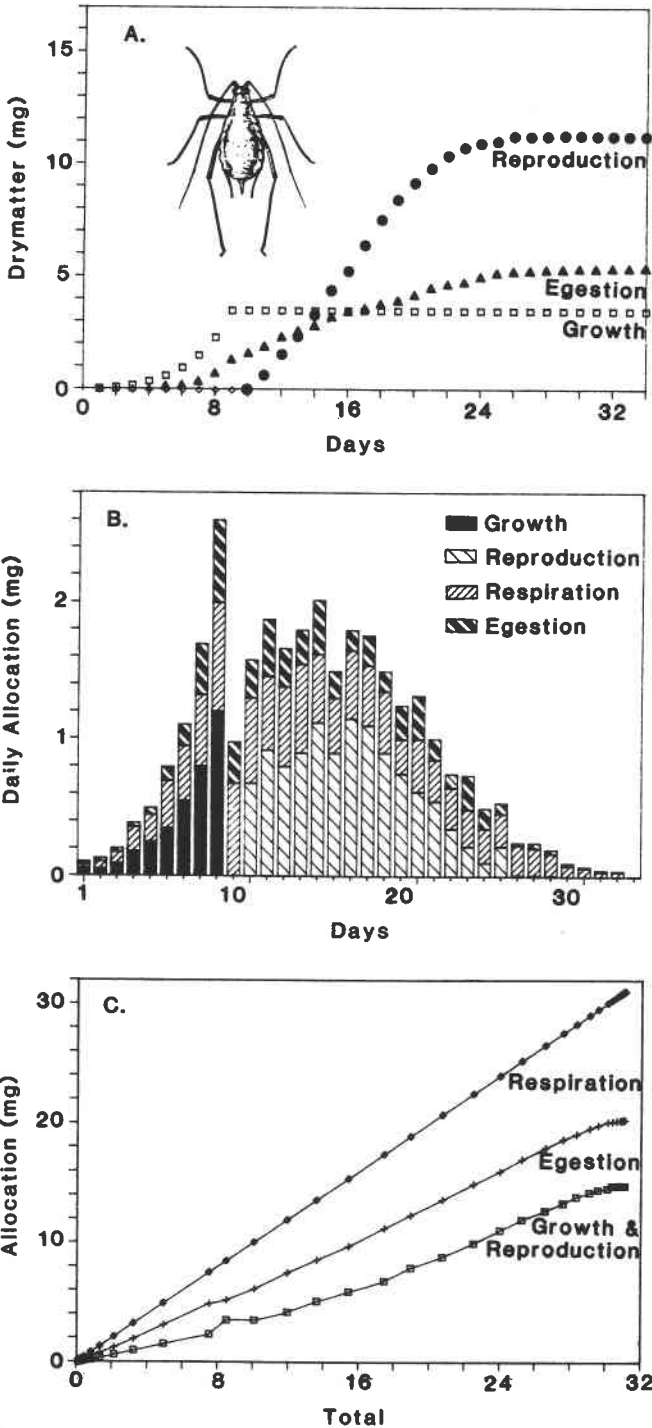 A.
15
10
5
0
Drymatter (mg)
Reproduction
Egestion
Growth
0 8 16 24 32
Days
B.
Growth
Reproduction
Respiration
Egestion
2
1
0
Daily Allocation (mg)
1 10 20 30
Days
C.
30
20
10
0
Allocation (mg)
Respiration
Egestion
Growth &
Reproduction
0 8 16 24 32
Total